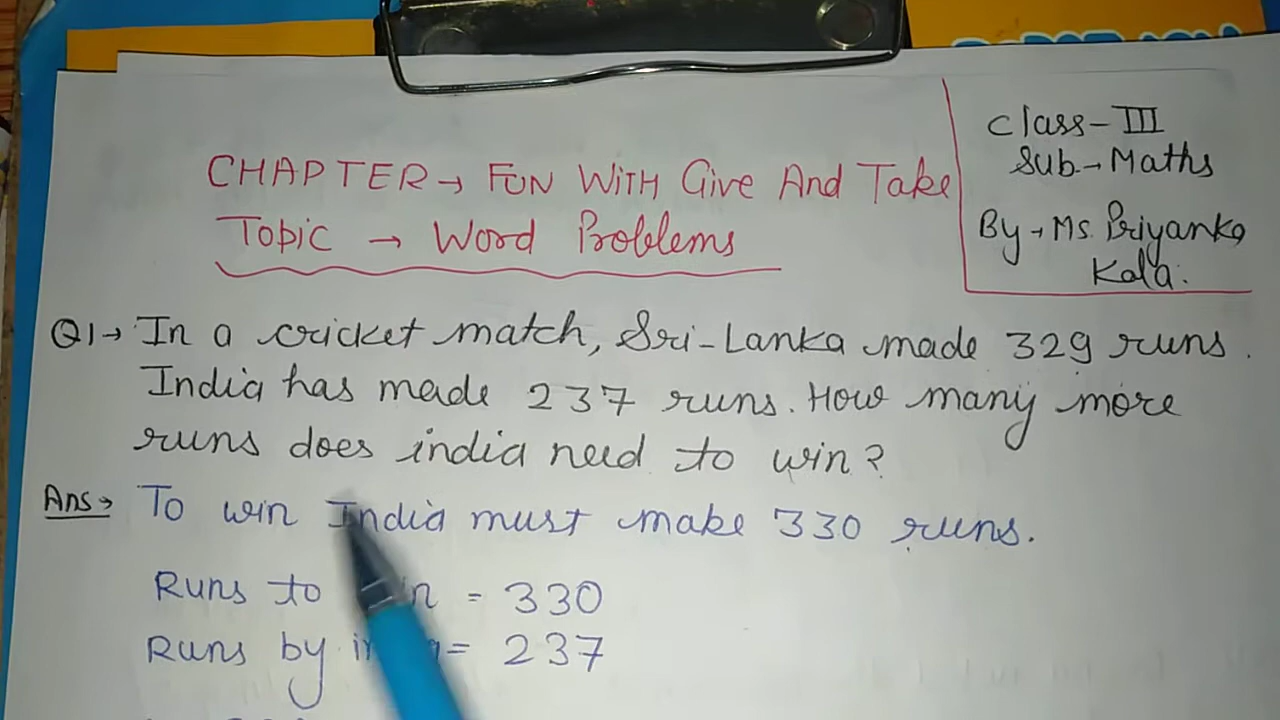 CHAPTER → FUN WITH Give And Take
Topic → Word Problems
Class - III
Sub → Maths
By → Ms. Priyanka
Kala.
Q1 → In a cricket match, Sri-Lanka made 329 runs.
India has made 237 runs. How many more
runs does india need to win?
Ans → To win India must make 330 runs.
Runs to = 330
Runs by = 237